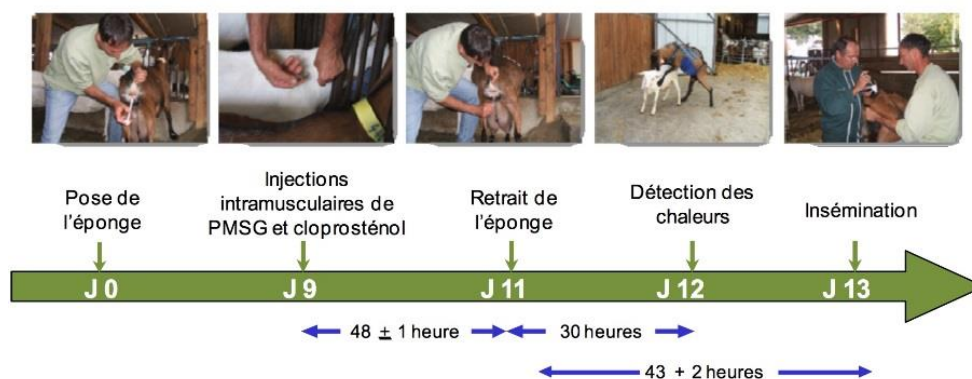 Pose de
l'éponge
Injections
intramusculaires de
PMSG et cloprosténol
Retrait de
l'éponge
Détection des
chaleurs
Insémination
J 0
J 9
J 11
J 12
J 13
48 ± 1 heure
30 heures
43 + 2 heures